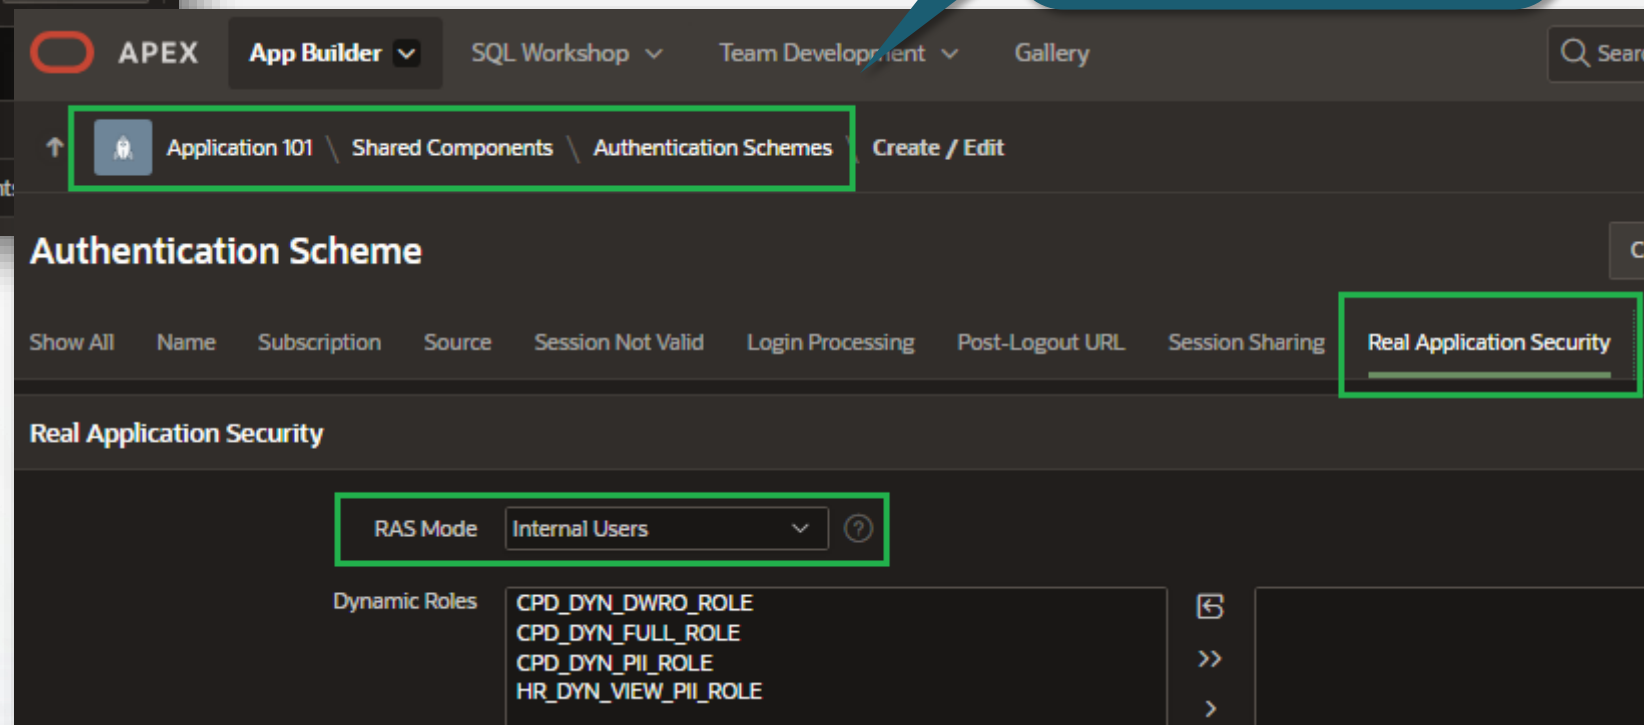 APEX App Builder SQL Workshop Team Development Gallery
Application 101 \ Shared Components \ Authentication Schemes \ Create / Edit
Authentication Scheme
Show All Name Subscription Source Session Not Valid Login Processing Post-Logout URL Session Sharing Real Application Security
Real Application Security
RAS Mode Internal Users
Dynamic Roles CPD_DYN_DWRO_ROLE
CPD_DYN_FULL_ROLE
CPD_DYN_PII_ROLE
HR_DYN_VIEW_PII_ROLE